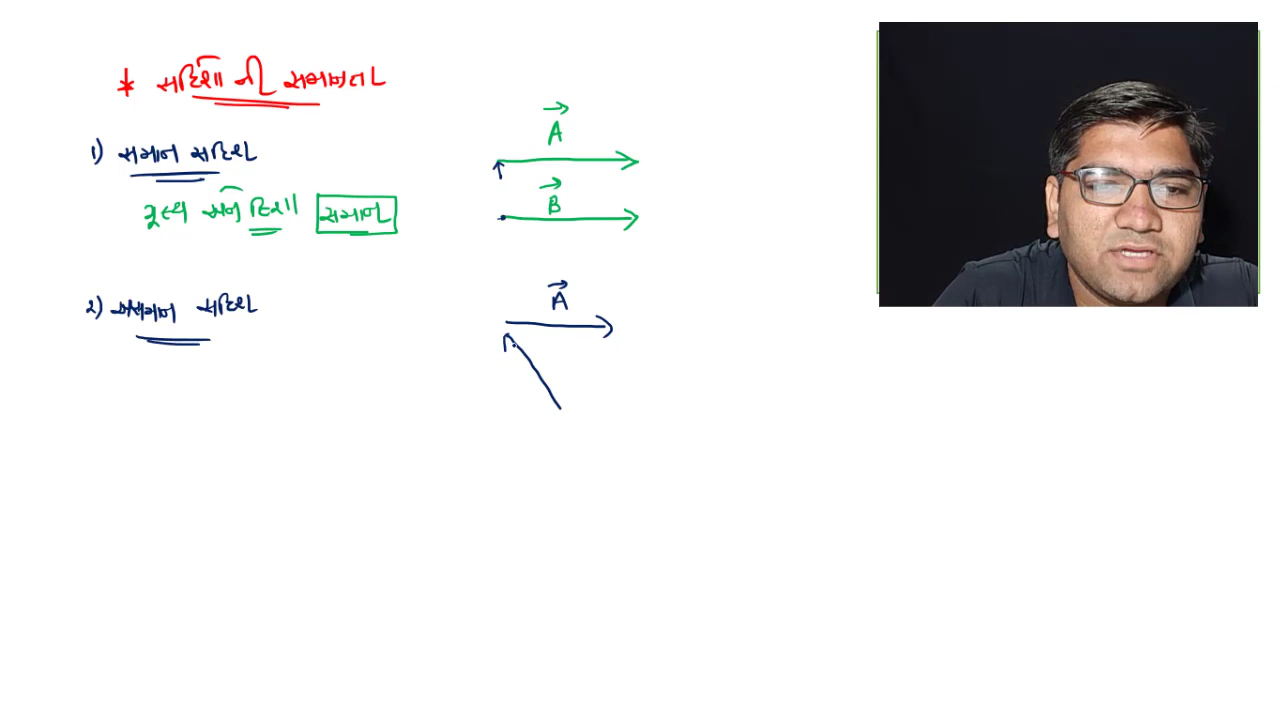 * સદિશો ની સમાનતા
1) સમાન સદિશ
મૂલ્ય અને દિશા સમાન
A
B
2) અસમાન સદિશ
A